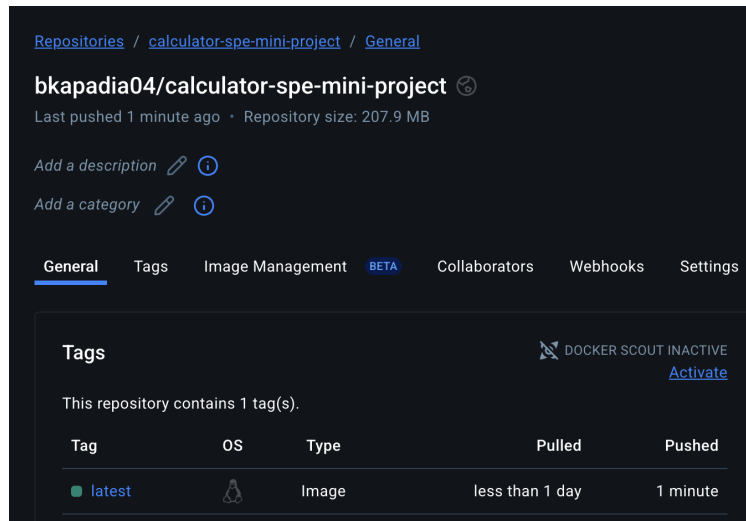 Repositories / calculator-spe-mini-project / General
bkapadia04/calculator-spe-mini-project
Last pushed 1 minute ago • Repository size: 207.9 MB
Add a description
Add a category
General Tags Image Management BETA Collaborators Webhooks Settings
Tags
DOCKER SCOUT INACTIVE
Activate
This repository contains 1 tag(s).
Tag OS Type Pulled Pushed
latest Image less than 1 day 1 minute